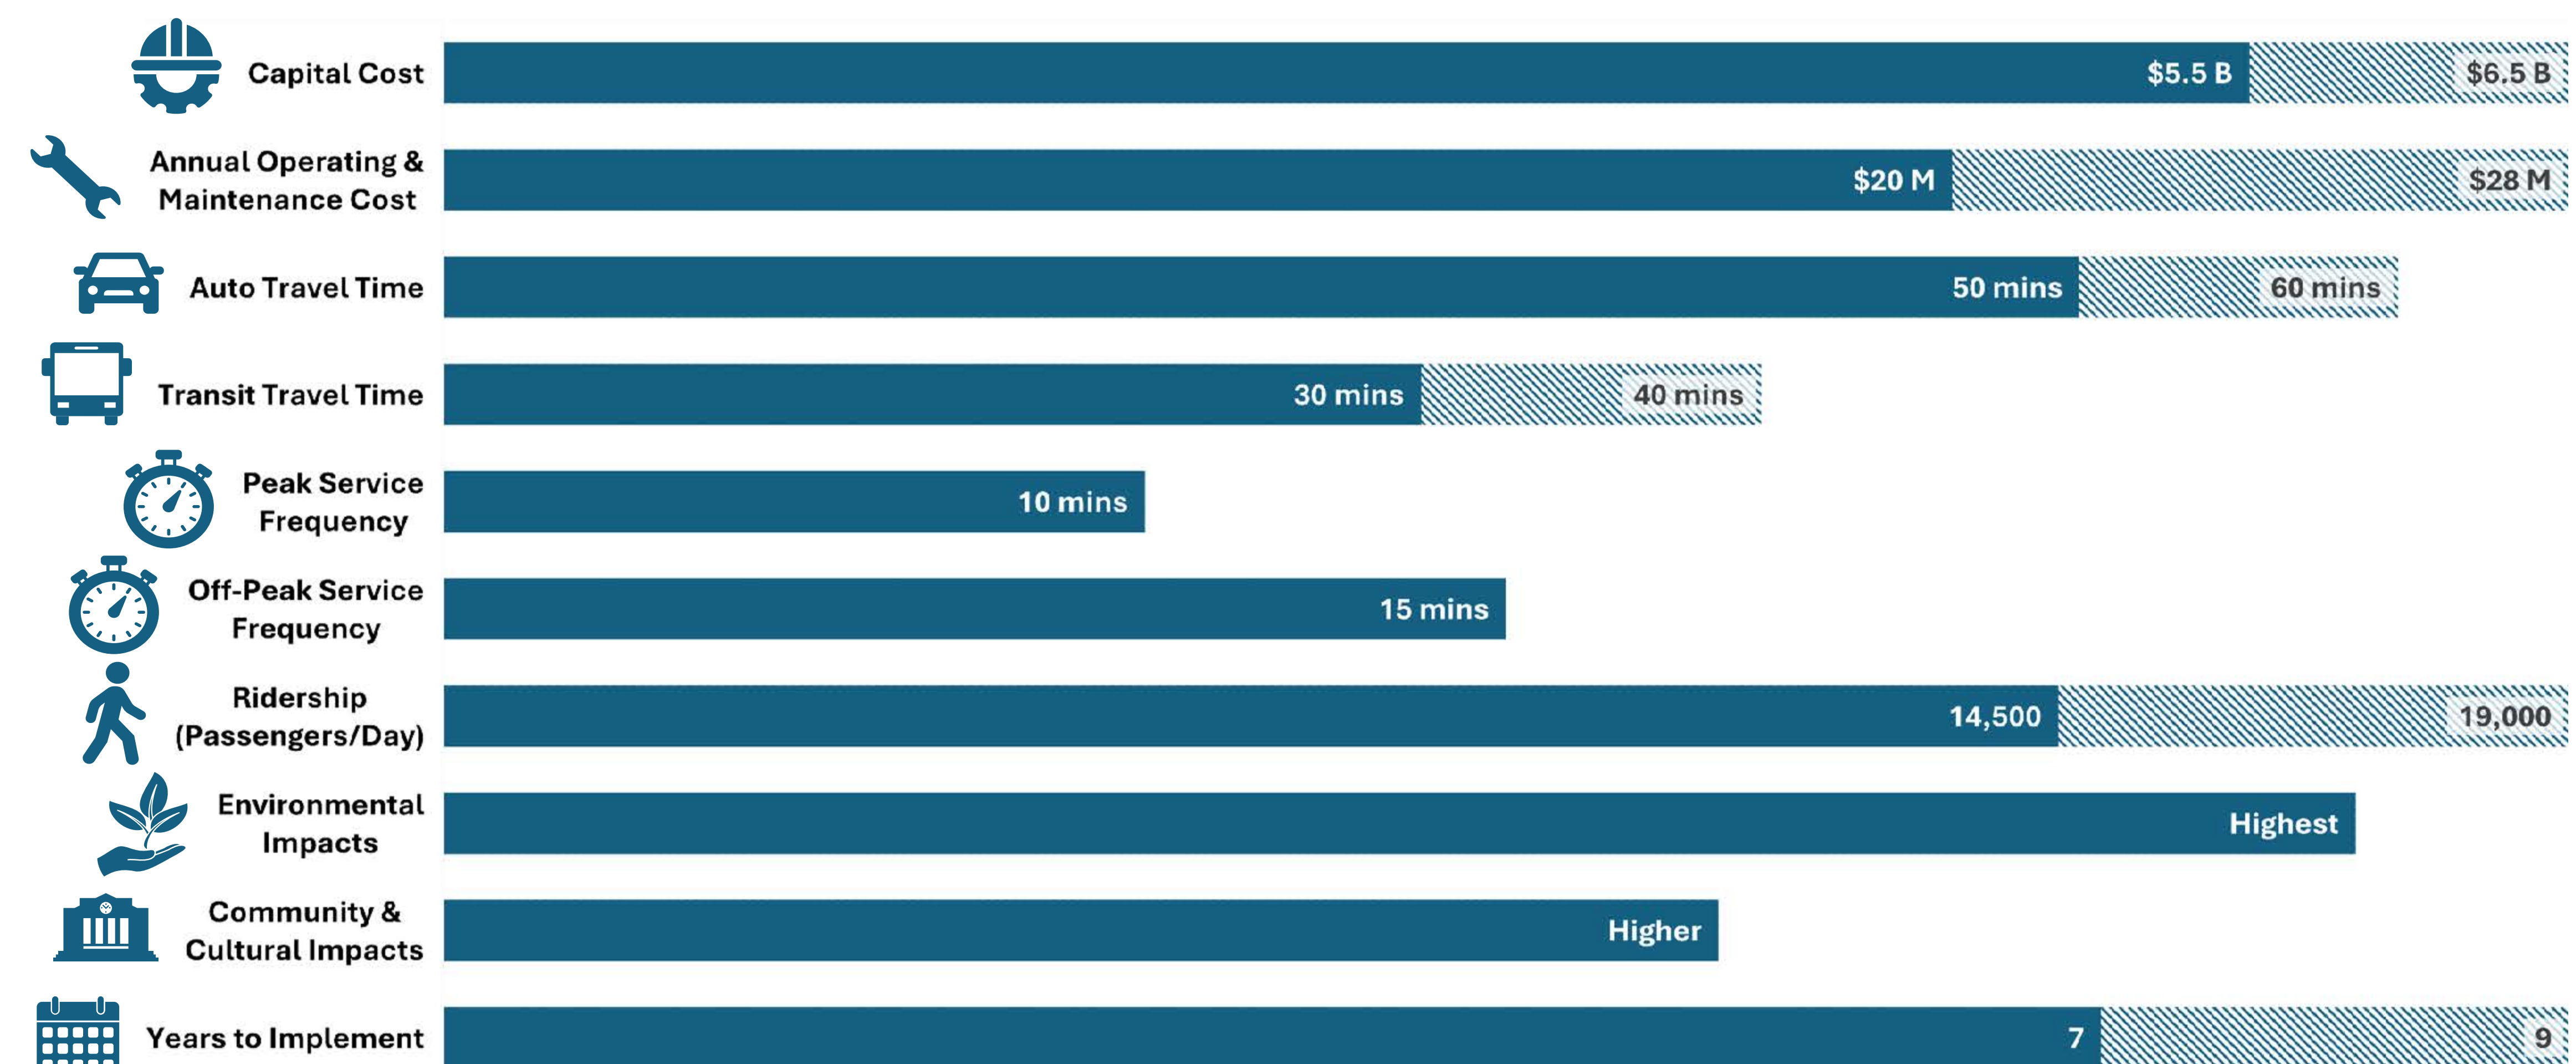 Capital Cost
$5.5 B
$6.5 B
Annual Operating &
Maintenance Cost
$20 M
$28 M
Auto Travel Time
50 mins
60 mins
Transit Travel Time
30 mins
40 mins
Peak Service
Frequency
10 mins
Off-Peak Service
Frequency
15 mins
Ridership
(Passengers/Day)
14,500
19,000
Environmental
Impacts
Highest
Community &
Cultural Impacts
Higher
Years to Implement
7
9